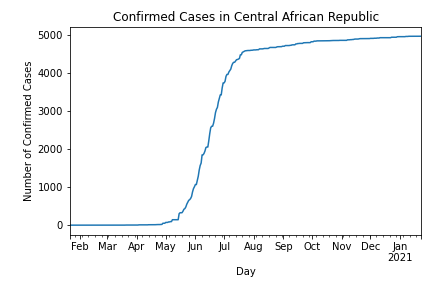 Confirmed Cases in Central African Republic
Number of Confirmed Cases
5000
4000
3000
2000
1000
0
Feb Mar Apr May Jun Jul Aug Sep Oct Nov Dec Jan
2021
Day